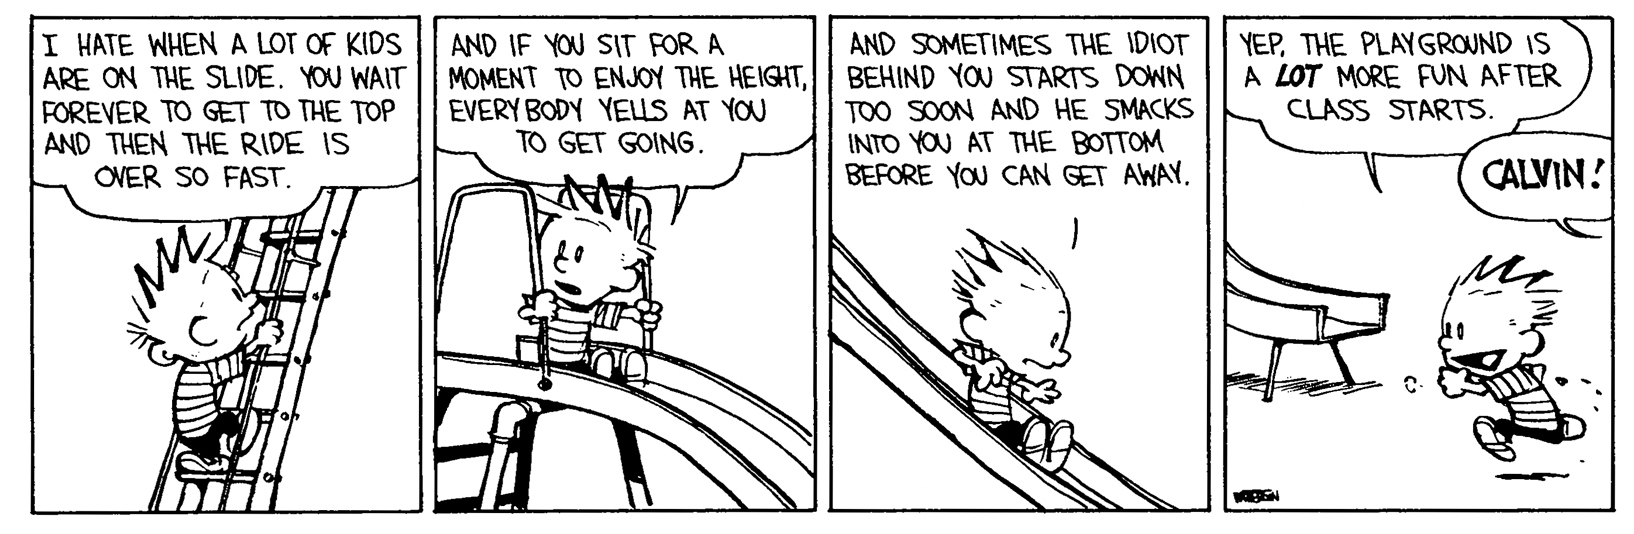 I HATE WHEN A LOT OF KIDS
ARE ON THE SLIDE. YOU WAIT
FOREVER TO GET TO THE TOP
AND THEN THE RIDE IS
OVER SO FAST.
AND IF YOU SIT FOR A
MOMENT TO ENJOY THE HEIGHT,
EVERYBODY YELLS AT YOU
TO GET GOING.
AND SOMETIMES THE IDIOT
BEHIND YOU STARTS DOWN
TOO SOON AND HE SMACKS
INTO YOU AT THE BOTTOM
BEFORE YOU CAN GET AWAY.
YEP, THE PLAYGROUND IS
A LOT MORE FUN AFTER
CLASS STARTS.
CALVIN!